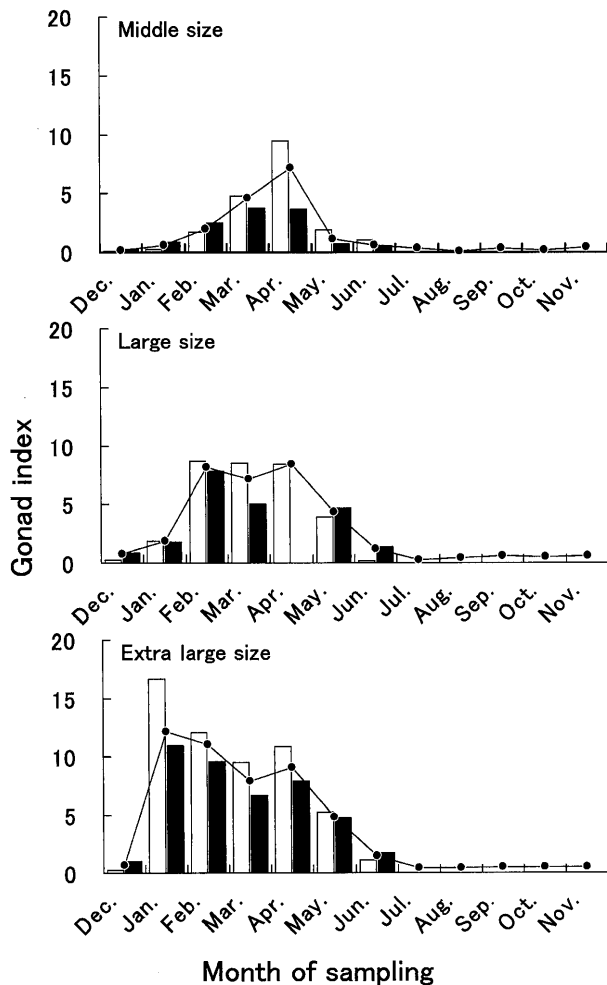 20
Middle size
15
10
5
0
Dec. Jan. Feb. Mar. Apr. May. Jun. Jul. Aug. Sep. Oct. Nov.
20
Large size
15
10
5
0
Dec. Jan. Feb. Mar. Apr. May. Jun. Jul. Aug. Sep. Oct. Nov.
Gonad index
20
Extra large size
15
10
5
0
Dec. Jan. Feb. Mar. Apr. May. Jun. Jul. Aug. Sep. Oct. Nov.
Month of sampling